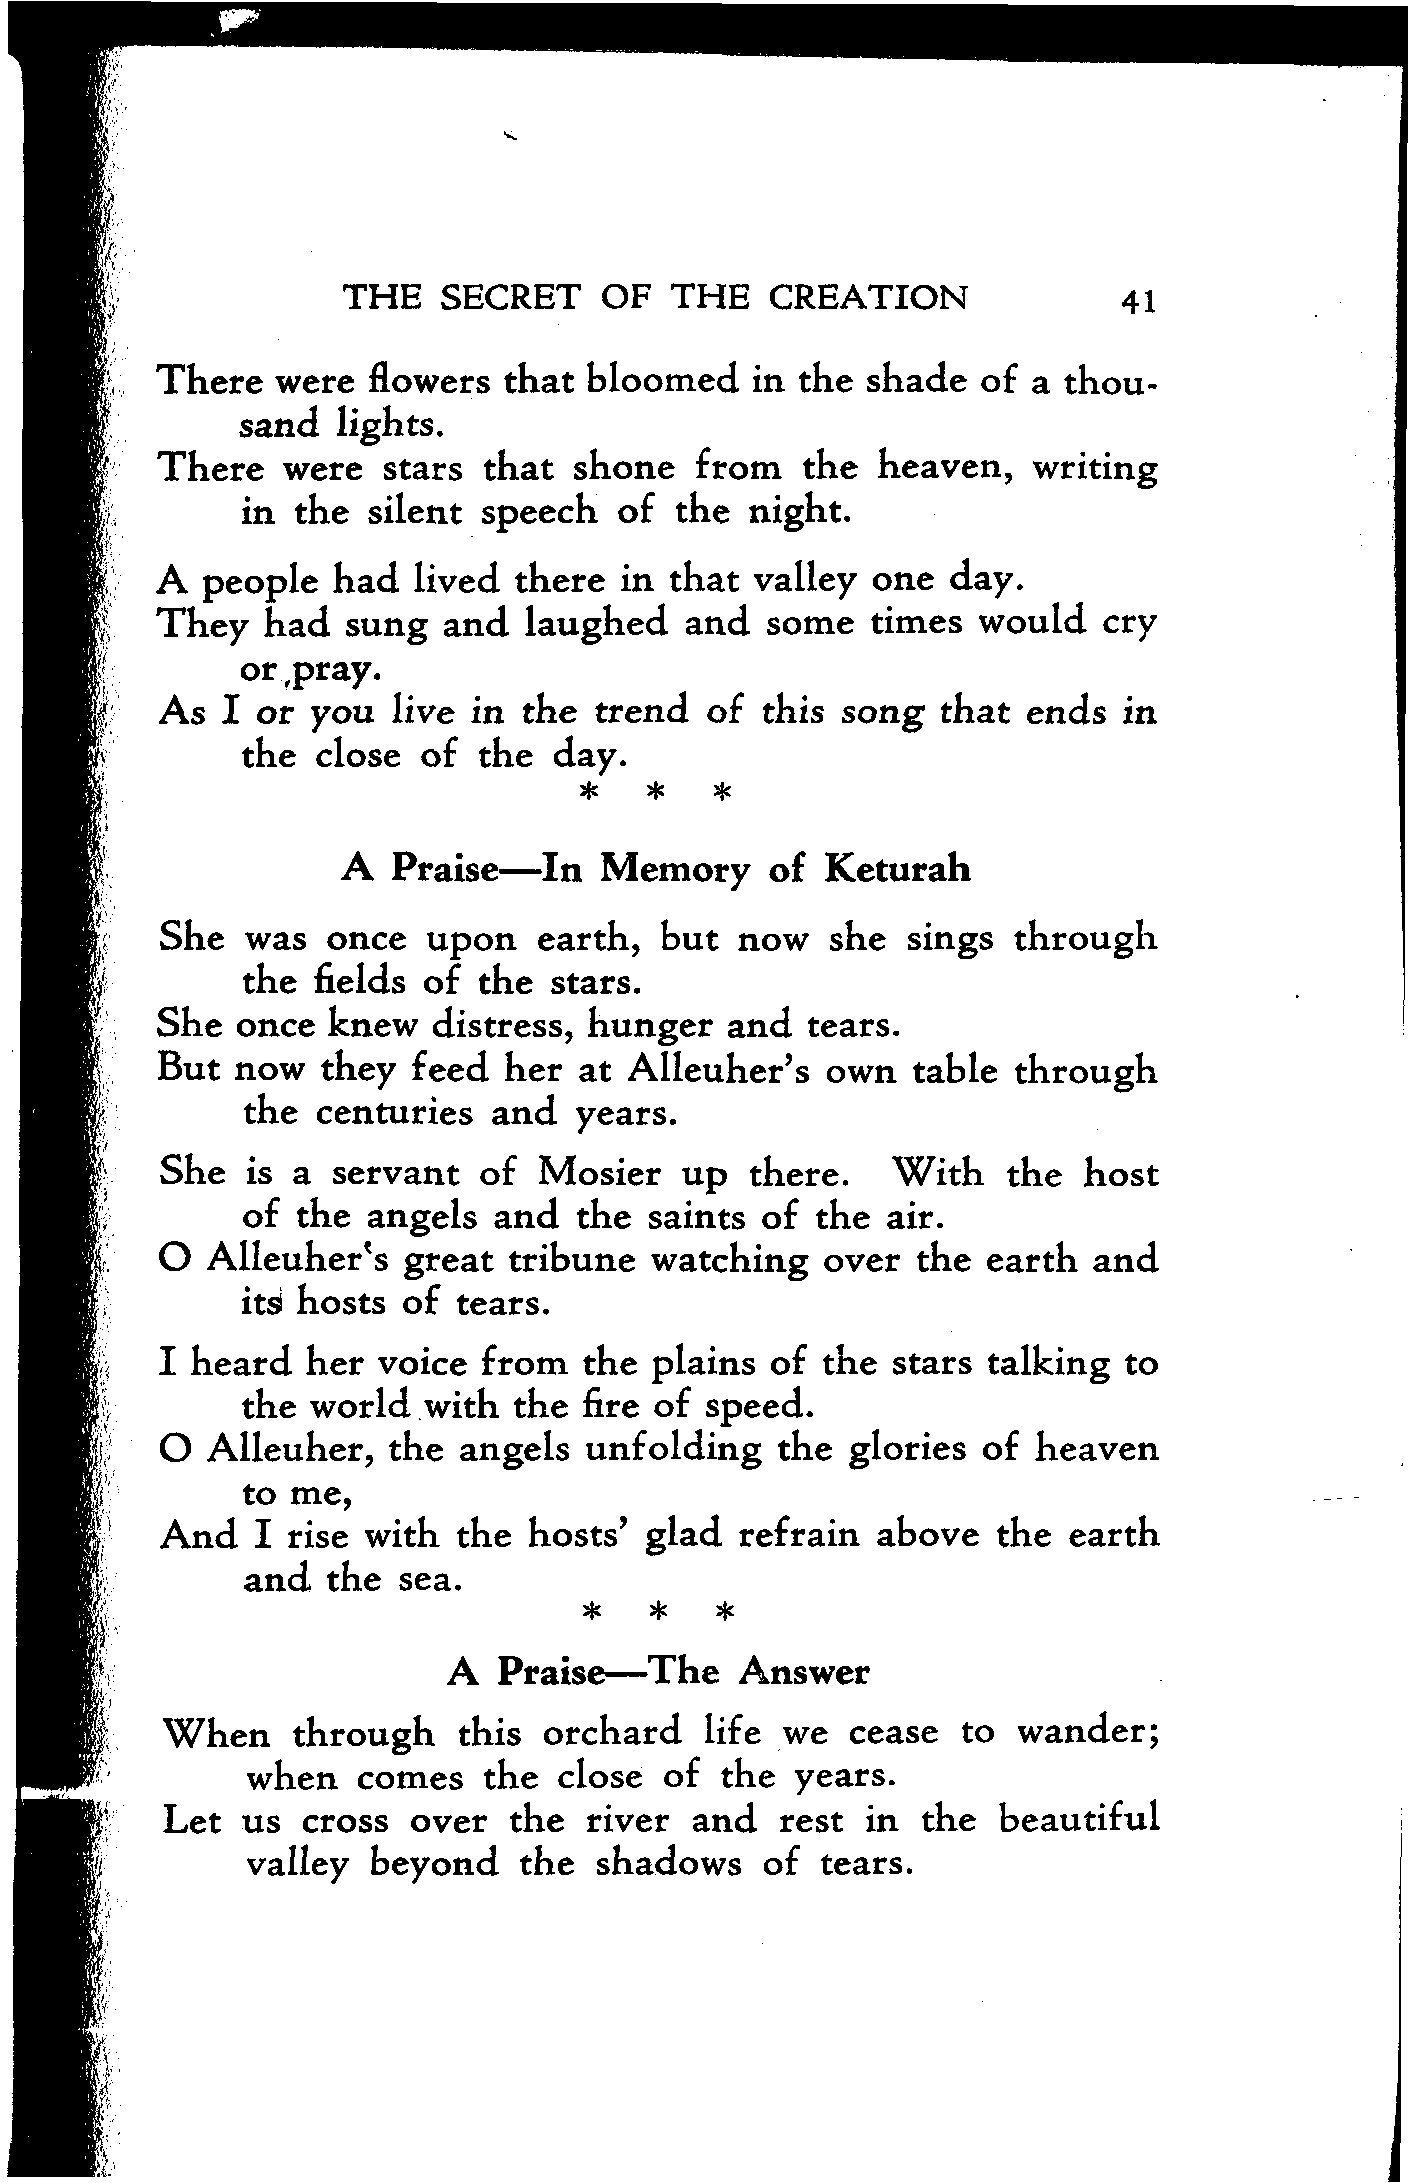 THE SECRET OF THE CREATION 41
There were flowers that bloomed in the shade of a thou-
sand lights.
There were stars that shone from the heaven, writing
in the silent speech of the night.
A people had lived there in that valley one day.
They had sung and laughed and some times would cry
or pray.
As I or you live in the trend of this song that ends in
the close of the day.
* * *
A Praise—In Memory of Keturah
She was once upon earth, but now she sings through
the fields of the stars.
She once knew distress, hunger and tears.
But now they feed her at Alleuher's own table through
the centuries and years.
She is a servant of Mosier up there. With the host
of the angels and the saints of the air.
O Alleuher's great tribune watching over the earth and
its hosts of tears.
I heard her voice from the plains of the stars talking to
the world with the fire of speed.
O Alleuher, the angels unfolding the glories of heaven
to me,
And I rise with the hosts' glad refrain above the earth
and the sea.
* * *
A Praise—The Answer
When through this orchard life we cease to wander;
when comes the close of the years.
Let us cross over the river and rest in the beautiful
valley beyond the shadows of tears.